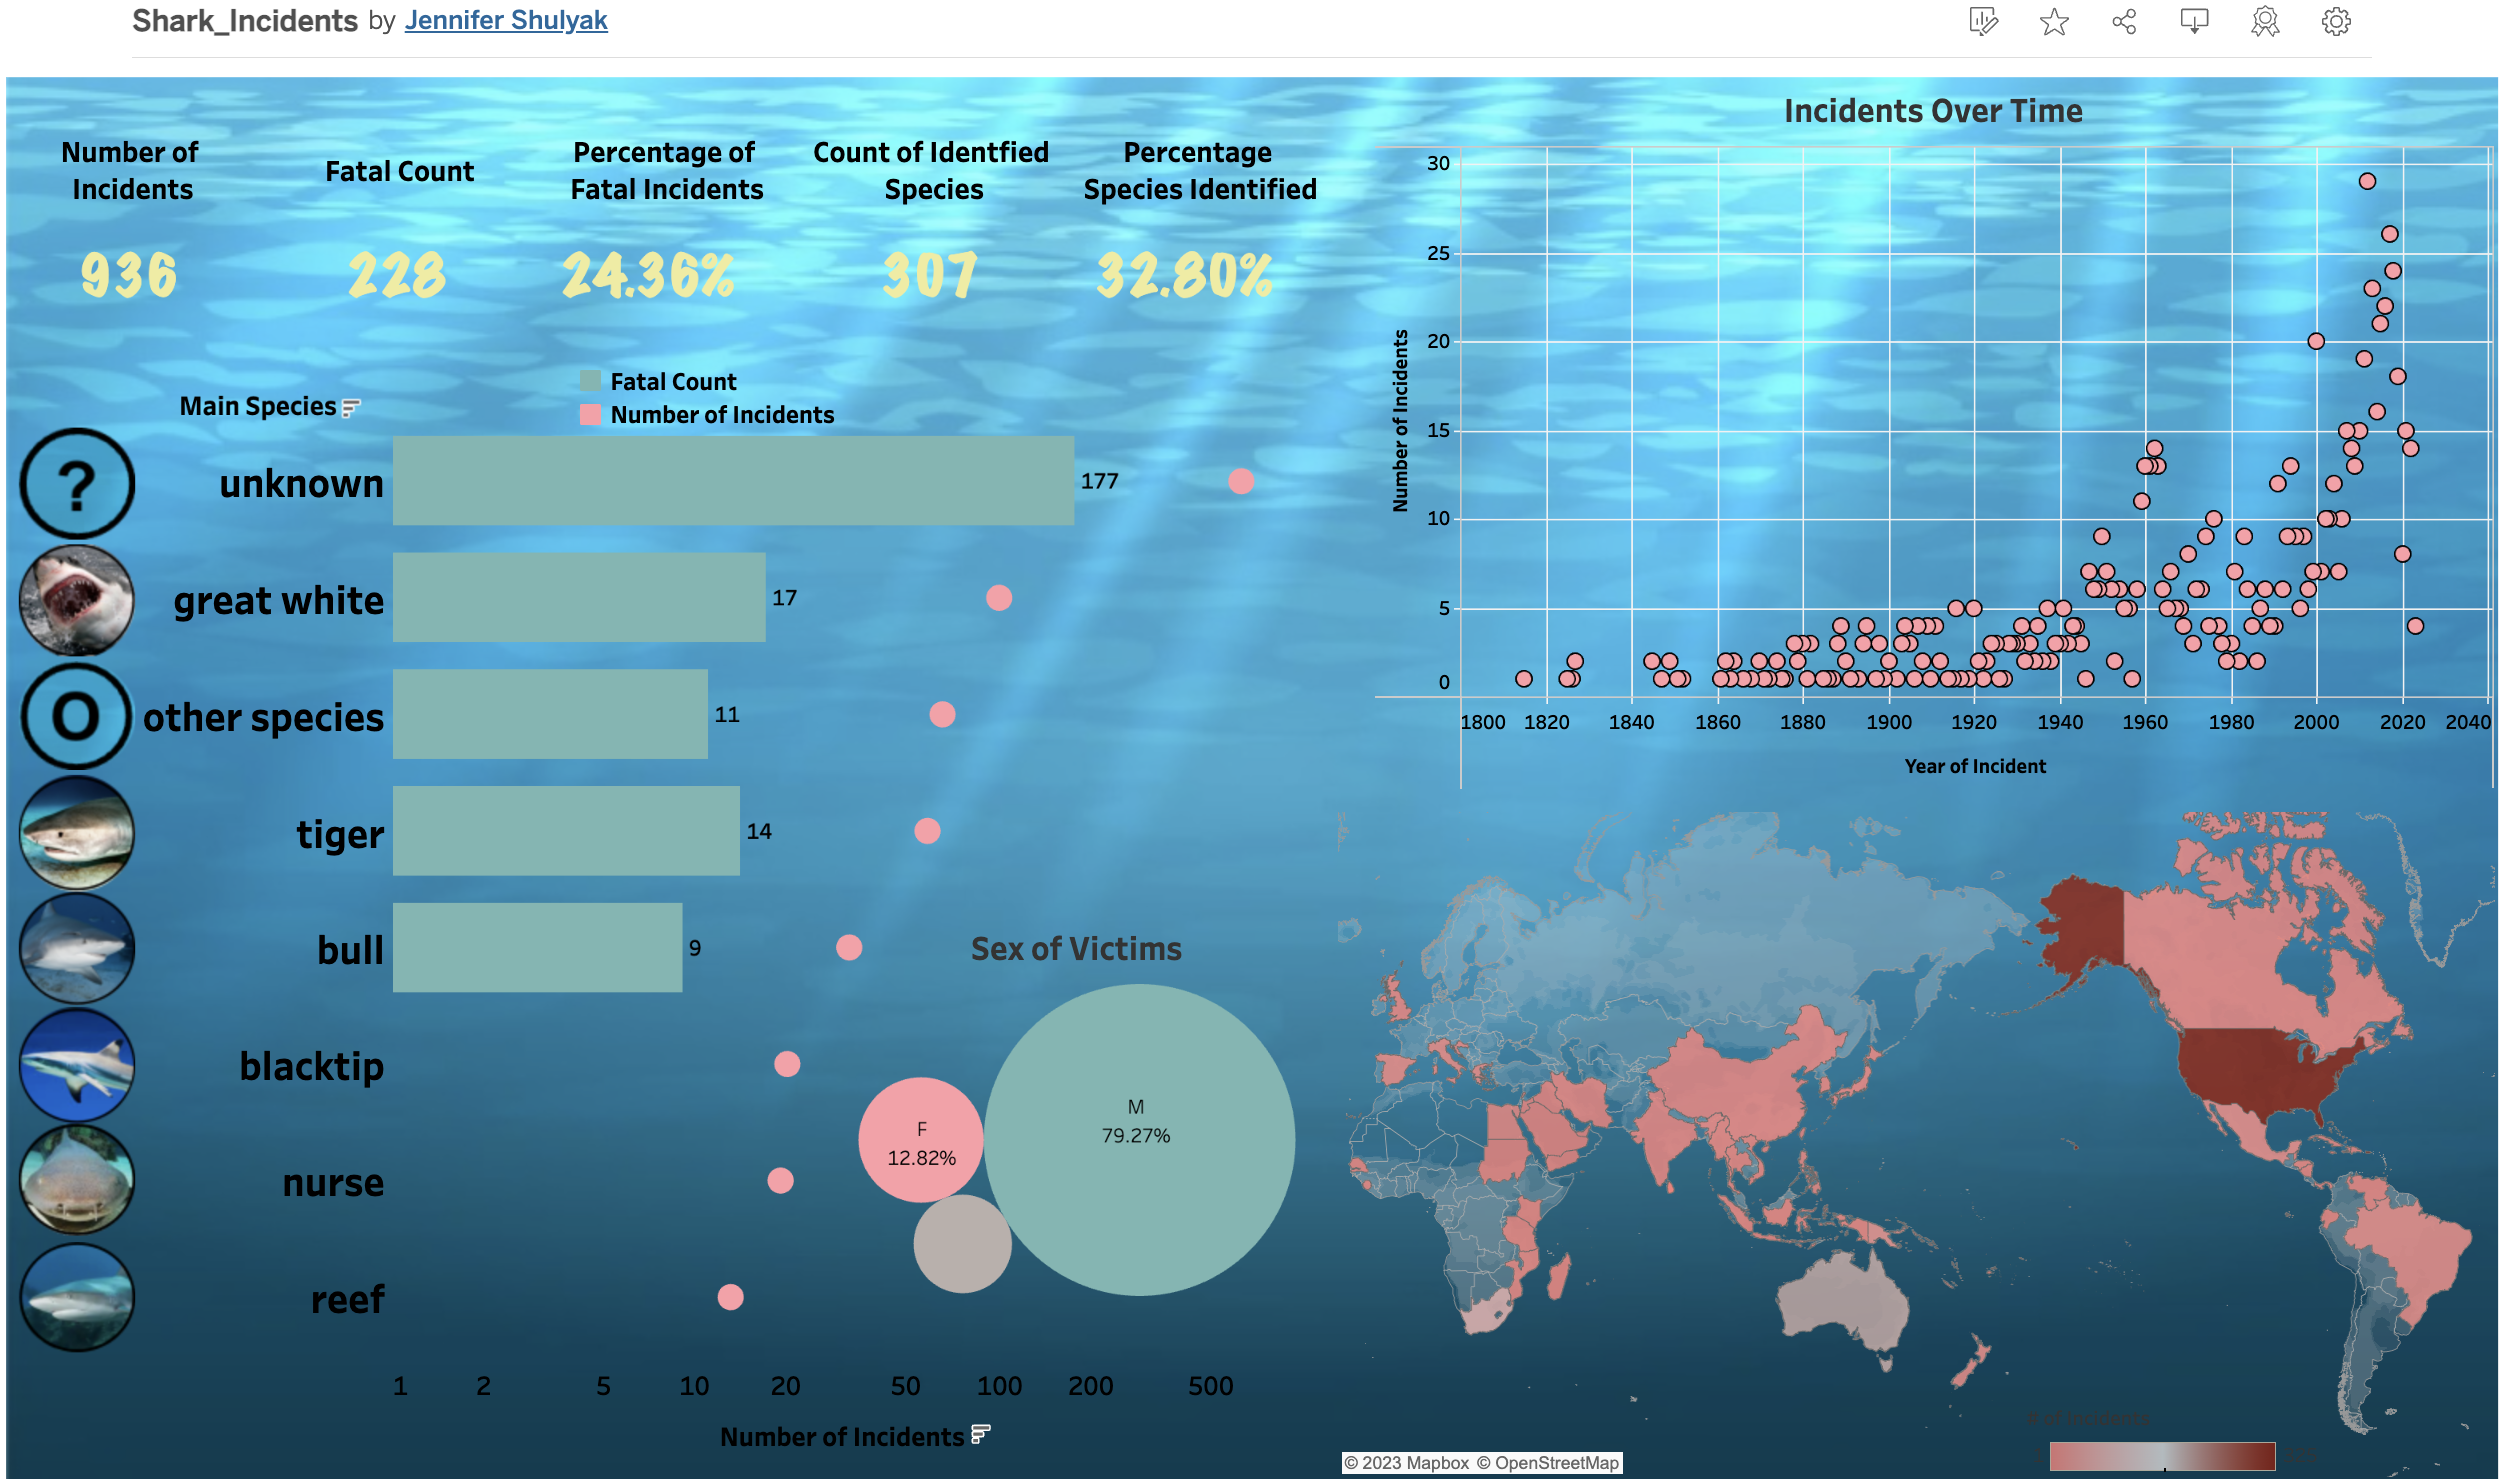 Shark_Incidents by Jennifer Shulyak
Number of
Incidents
936
Fatal Count
228
Percentage of
Fatal Incidents
24.36%
Count of Identfied
Species
307
Percentage
Species Identified
32.80%
Fatal Count
Number of Incidents
Main Species
?
unknown
177
great white
17
O
other species
11
tiger
14
bull
9
blacktip
nurse
reef
1 2 5 10 20 50 100 200 500
Number of Incidents
Sex of Victims
M
79.27%
F
12.82%
Incidents Over Time
Number of Incidents
30
25
20
15
10
5
0
1800 1820 1840 1860 1880 1900 1920 1940 1960 1980 2000 2020 2040
Year of Incident
© 2023 Mapbox © OpenStreetMap